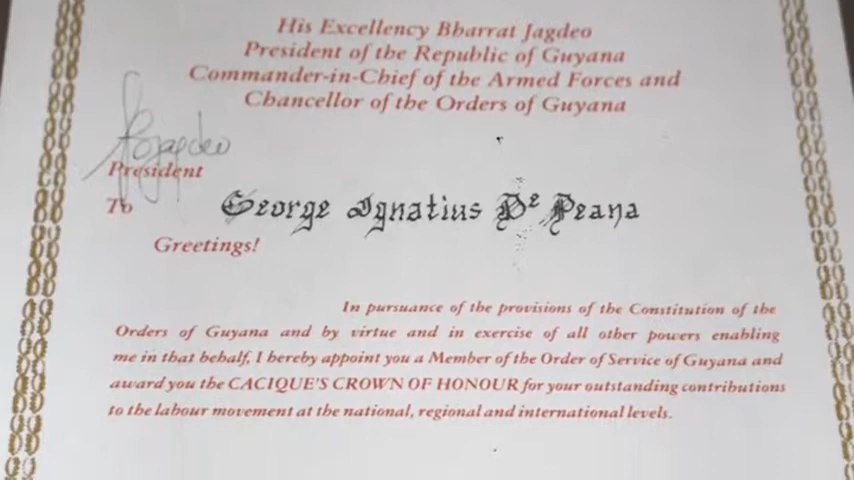 His Excellency Bharrat Jagdeo
President of the Republic of Guyana
Commander-in-Chief of the Armed Forces and
Chancellor of the Orders of Guyana
BJagdeo
President
To George Ignatius De Peana
Greetings!
In pursuance of the provisions of the Constitution of the
Orders of Guyana and by virtue and in exercise of all other powers enabling
me in that behalf, I hereby appoint you a Member of the Order of Service of Guyana and
award you the CACIQUE'S CROWN OF HONOUR for your outstanding contributions
to the labour movement at the national, regional and international levels.